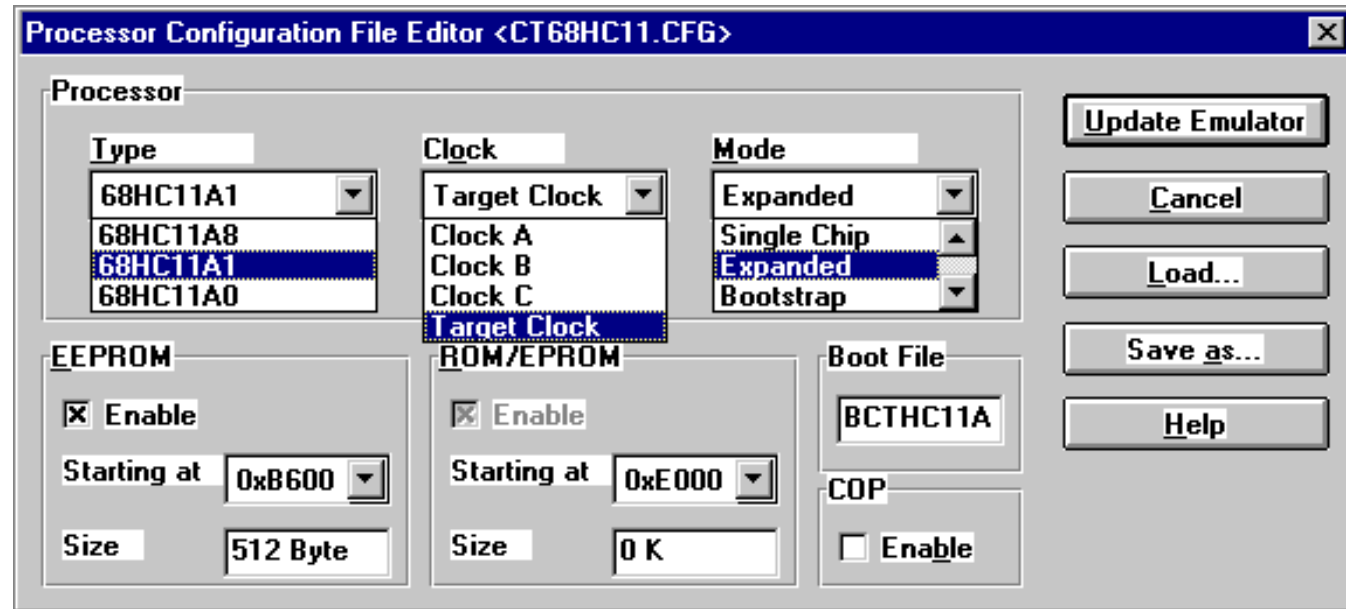 Processor Configuration File Editor <CT68HC11.CFG>
Processor
Type
Clock
Mode
68HC11A1
Target Clock
Expanded
68HC11A8
Clock A
Single Chip
68HC11A1
Clock B
Expanded
68HC11A0
Clock C
Bootstrap
Target Clock
Update Emulator
Cancel
Load...
Save as...
Help
EEPROM
Enable
Starting at
0xB600
Size
512 Byte
ROM/EPROM
Enable
Starting at
0xE000
Size
0 K
Boot File
BCTHC11A
COP
Enable